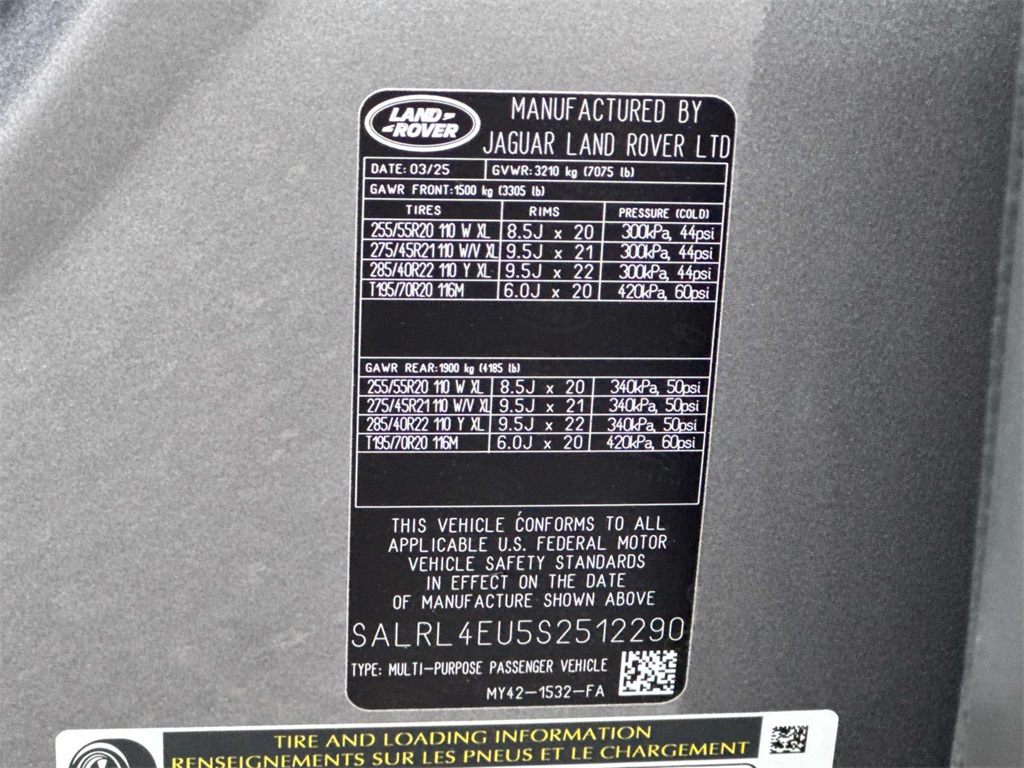 LAND ROVER
MANUFACTURED BY
JAGUAR LAND ROVER LTD
DATE: 03/25 GVWR: 3210 kg (7075 lb)
GAWR FRONT: 1500 kg (3305 lb)
TIRES RIMS PRESSURE (COLD)
255/55R20 110 W XL 8.5J x 20 300kPa, 44psi
275/45R21 110 W/V XL 9.5J x 21 300kPa, 44psi
285/40R22 110 Y XL 9.5J x 22 300kPa, 44psi
T195/70R20 116M 6.0J x 20 420kPa, 60psi
GAWR REAR: 1900 kg (4185 lb)
255/55R20 110 W XL 8.5J x 20 340kPa, 50psi
275/45R21 110 W/V XL 9.5J x 21 340kPa, 50psi
285/40R22 110 Y XL 9.5J x 22 340kPa, 50psi
T195/70R20 116M 6.0J x 20 420kPa, 60psi
THIS VEHICLE CONFORMS TO ALL
APPLICABLE U.S. FEDERAL MOTOR
VEHICLE SAFETY STANDARDS
IN EFFECT ON THE DATE
OF MANUFACTURE SHOWN ABOVE
SALRL4EU5S2512290
TYPE: MULTI-PURPOSE PASSENGER VEHICLE
MY42-1532-FA
TIRE AND LOADING INFORMATION
RENSEIGNEMENTS SUR LES PNEUS ET LE CHARGEMENT